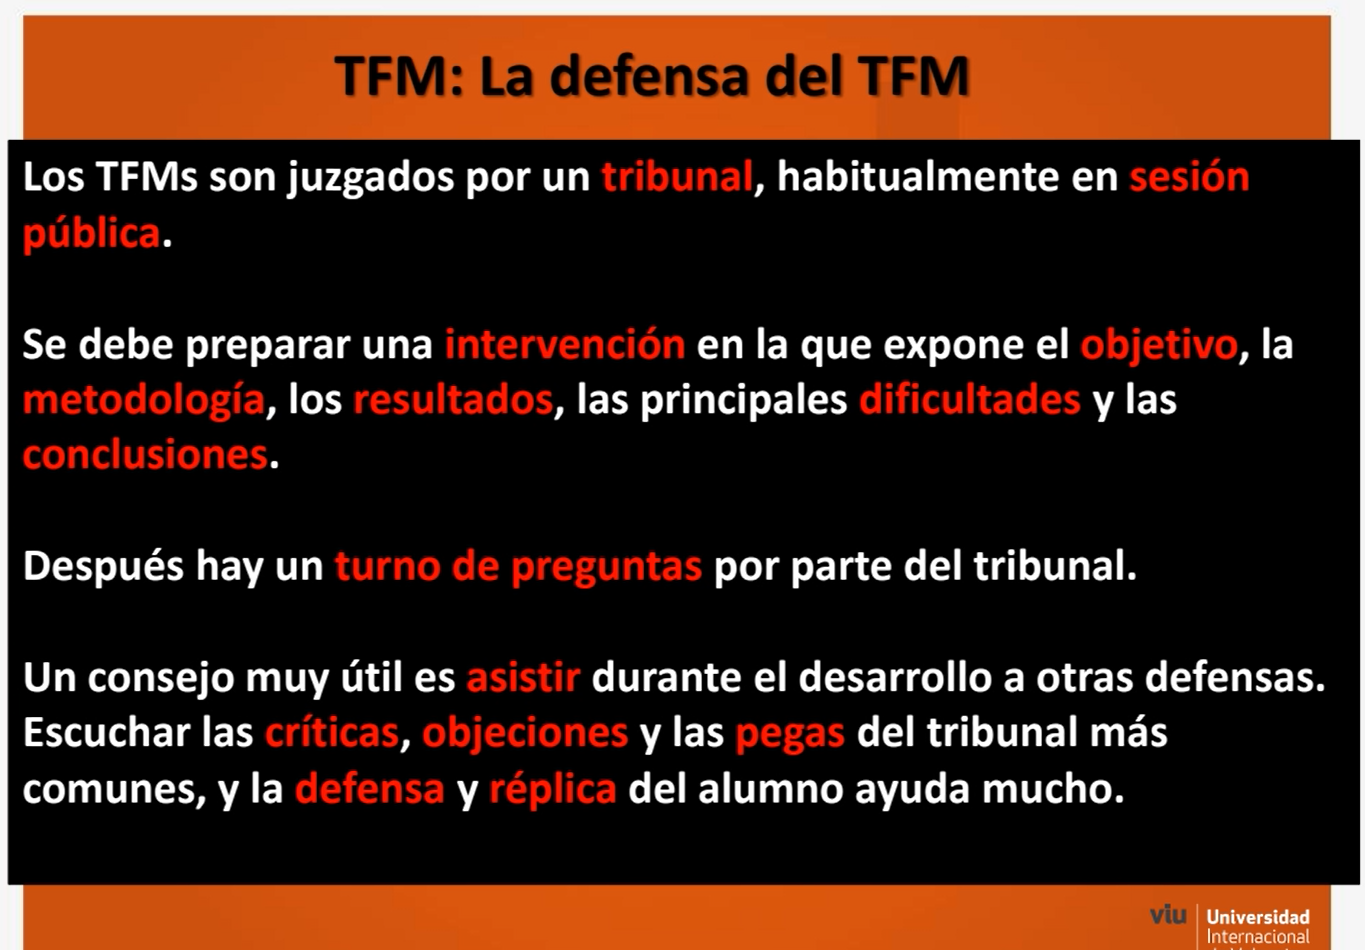 TFM: La defensa del TFM
Los TFMs son juzgados por un tribunal, habitualmente en sesión
pública.
Se debe preparar una intervención en la que expone el objetivo, la
metodología, los resultados, las principales dificultades y las
conclusiones.
Después hay un turno de preguntas por parte del tribunal.
Un consejo muy útil es asistir durante el desarrollo a otras defensas.
Escuchar las críticas, objeciones y las pegas del tribunal más
comunes, y la defensa y réplica del alumno ayuda mucho.
viu Universidad
Internacional